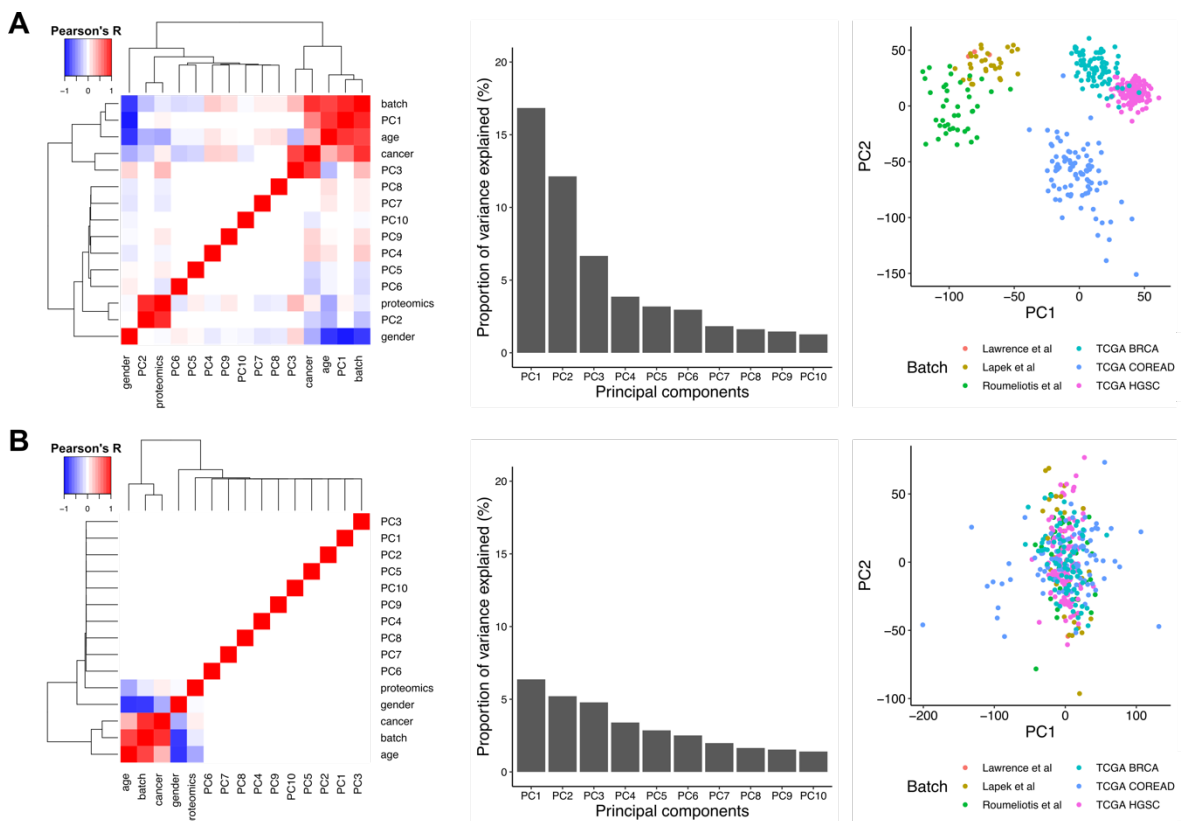 A
Pearson's R
−1 0 1
batch
PC1
age
cancer
PC3
PC8
PC7
PC10
PC9
PC4
PC5
PC6
proteomics
PC2
gender
gender
PC2
proteomics
PC6
PC5
PC4
PC9
PC10
PC7
PC8
PC3
cancer
age
PC1
batch
Proportion of variance explained (%)
20
15
10
5
0
PC1 PC2 PC3 PC4 PC5 PC6 PC7 PC8 PC9 PC10
Principal components
PC2
50
0
−50
−100
−150
−100 −50 0 50
PC1
Batch
Lawrence et al
Lapek et al
Roumeliotis et al
TCGA BRCA
TCGA COREAD
TCGA HGSC
B
Pearson's R
−1 0 1
PC3
PC1
PC2
PC5
PC10
PC9
PC4
PC8
PC7
PC6
proteomics
gender
cancer
batch
age
age
batch
cancer
gender
roteomics
PC6
PC7
PC8
PC4
PC9
PC10
PC5
PC2
PC1
PC3
Proportion of variance explained (%)
20
15
10
5
0
PC1 PC2 PC3 PC4 PC5 PC6 PC7 PC8 PC9 PC10
Principal components
PC2
50
0
−50
−100
−200 −100 0 100
PC1
Batch
Lawrence et al
Lapek et al
Roumeliotis et al
TCGA BRCA
TCGA COREAD
TCGA HGSC